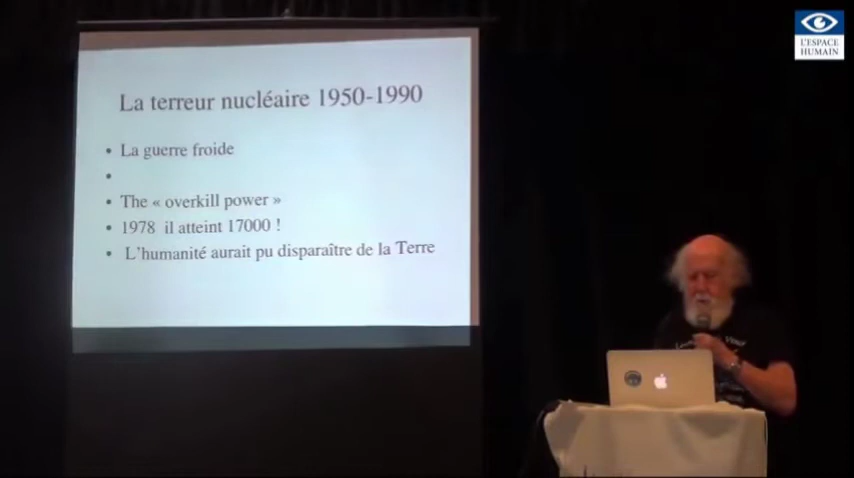 La terreur nucléaire 1950-1990
• La guerre froide
•
• The « overkill power »
• 1978 il atteint 17000 !
• L'humanité aurait pu disparaître de la Terre
L'ESPACE
HUMAIN